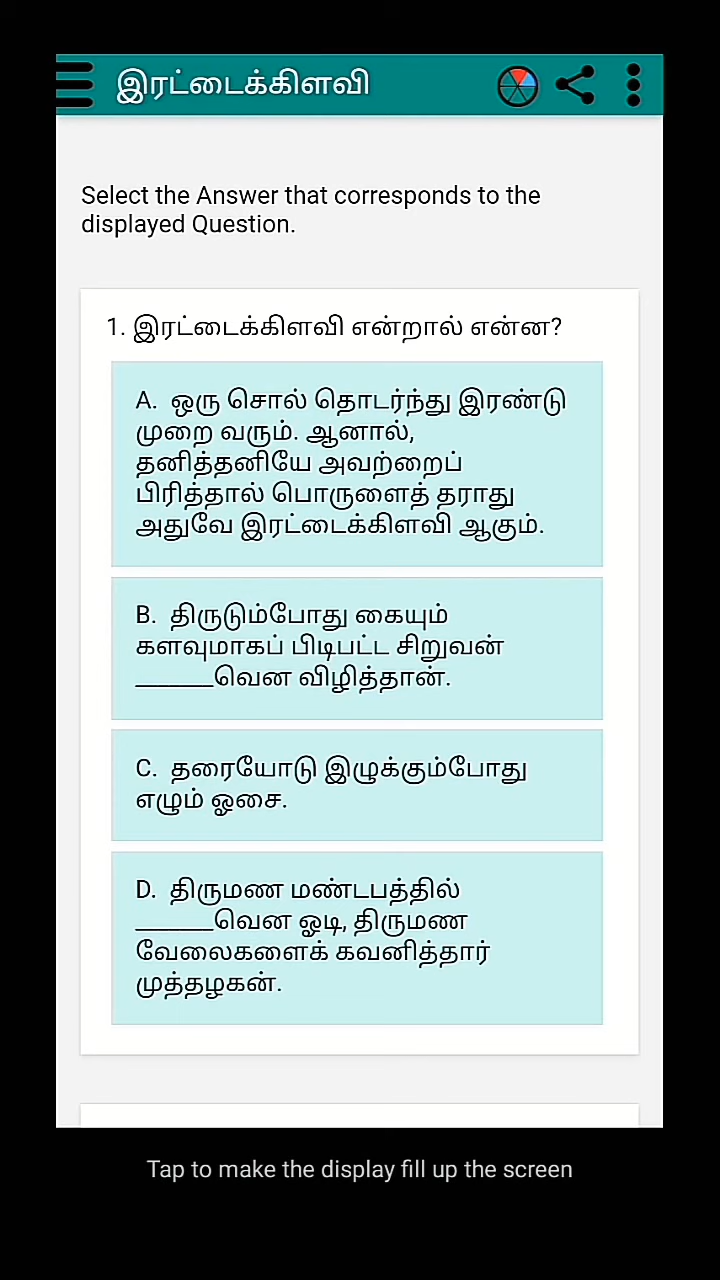 இரட்டைக்கிளவி
Select the Answer that corresponds to the
displayed Question.
1. இரட்டைக்கிளவி என்றால் என்ன?
A. ஒரு சொல் தொடர்ந்து இரண்டு
முறை வரும். ஆனால்,
தனித்தனியே அவற்றைப்
பிரித்தால் பொருளைத் தராது
அதுவே இரட்டைக்கிளவி ஆகும்.
B. திருடும்போது கையும்
களவுமாகப் பிடிபட்ட சிறுவன்
_______வென விழித்தான்.
C. தரையோடு இழுக்கும்போது
எழும் ஓசை.
D. திருமண மண்டபத்தில்
_______வென ஓடி, திருமண
வேலைகளைக் கவனித்தார்
முத்தழகன்.
Tap to make the display fill up the screen